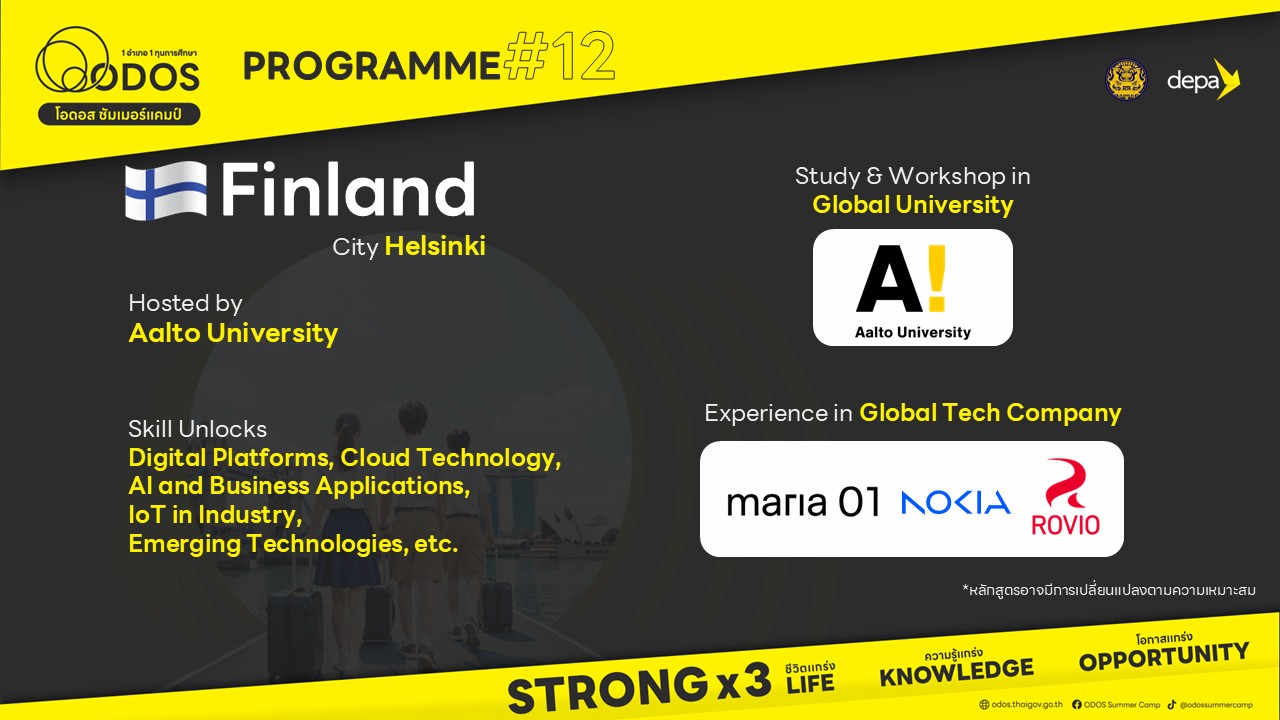 1 อำเภอ 1 ทุนการศึกษา
ODOS
โอดอส ซัมเมอร์แคมป์
PROGRAMME #12
depa
Finland
City Helsinki
Hosted by
Aalto University
Skill Unlocks
Digital Platforms, Cloud Technology,
AI and Business Applications,
IoT in Industry,
Emerging Technologies, etc.
Study & Workshop in
Global University
A!
Aalto University
Experience in Global Tech Company
maria 01 NOKIA ROVIO
*หลักสูตรอาจมีการเปลี่ยนแปลงตามความเหมาะสม
STRONG x 3
ชีวิตแกร่ง
LIFE
ความรู้แกร่ง
KNOWLEDGE
โอกาสแกร่ง
OPPORTUNITY
odos.thaigov.go.th ODOS Summer Camp @odossummercamp